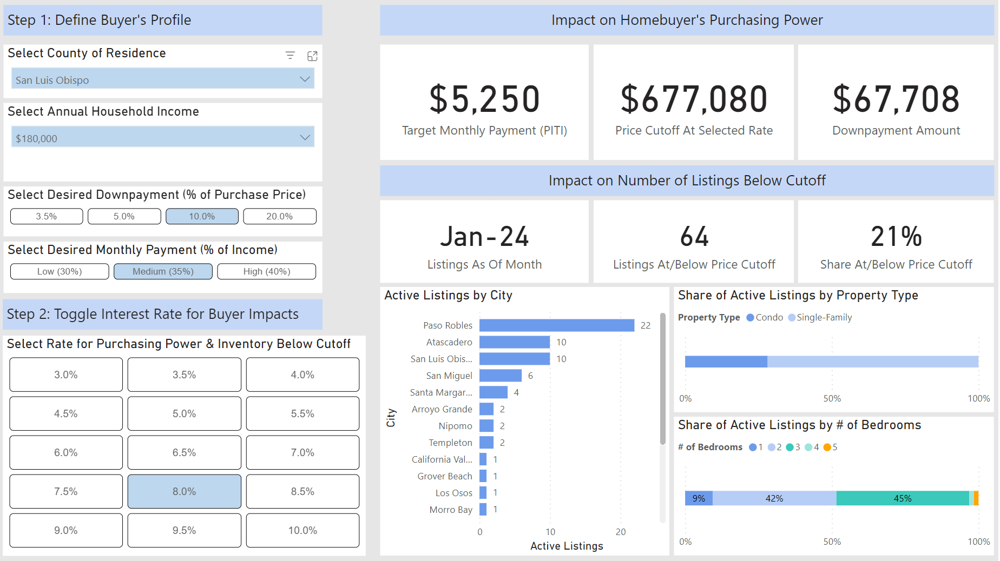 Step 1: Define Buyer's Profile
Select County of Residence
San Luis Obispo
Select Annual Household Income
$180,000
Select Desired Downpayment (% of Purchase Price)
3.5% 5.0% 10.0% 20.0%
Select Desired Monthly Payment (% of Income)
Low (30%) Medium (35%) High (40%)
Step 2: Toggle Interest Rate for Buyer Impacts
Select Rate for Purchasing Power & Inventory Below Cutoff
3.0% 3.5% 4.0%
4.5% 5.0% 5.5%
6.0% 6.5% 7.0%
7.5% 8.0% 8.5%
9.0% 9.5% 10.0%
Impact on Homebuyer's Purchasing Power
$5,250
Target Monthly Payment (PITI)
$677,080
Price Cutoff At Selected Rate
$67,708
Downpayment Amount
Impact on Number of Listings Below Cutoff
Jan-24
Listings As Of Month
64
Listings At/Below Price Cutoff
21%
Share At/Below Price Cutoff
Active Listings by City
City
Paso Robles 22
Atascadero 10
San Luis Obis... 10
San Miguel 6
Santa Margar... 4
Arroyo Grande 2
Nipomo 2
Templeton 2
California Val... 1
Grover Beach 1
Los Osos 1
Morro Bay 1
0 10 20
Active Listings
Share of Active Listings by Property Type
Property Type Condo Single-Family
0% 50% 100%
Share of Active Listings by # of Bedrooms
# of Bedrooms 1 2 3 4 5
9% 42% 45%
0% 50% 100%